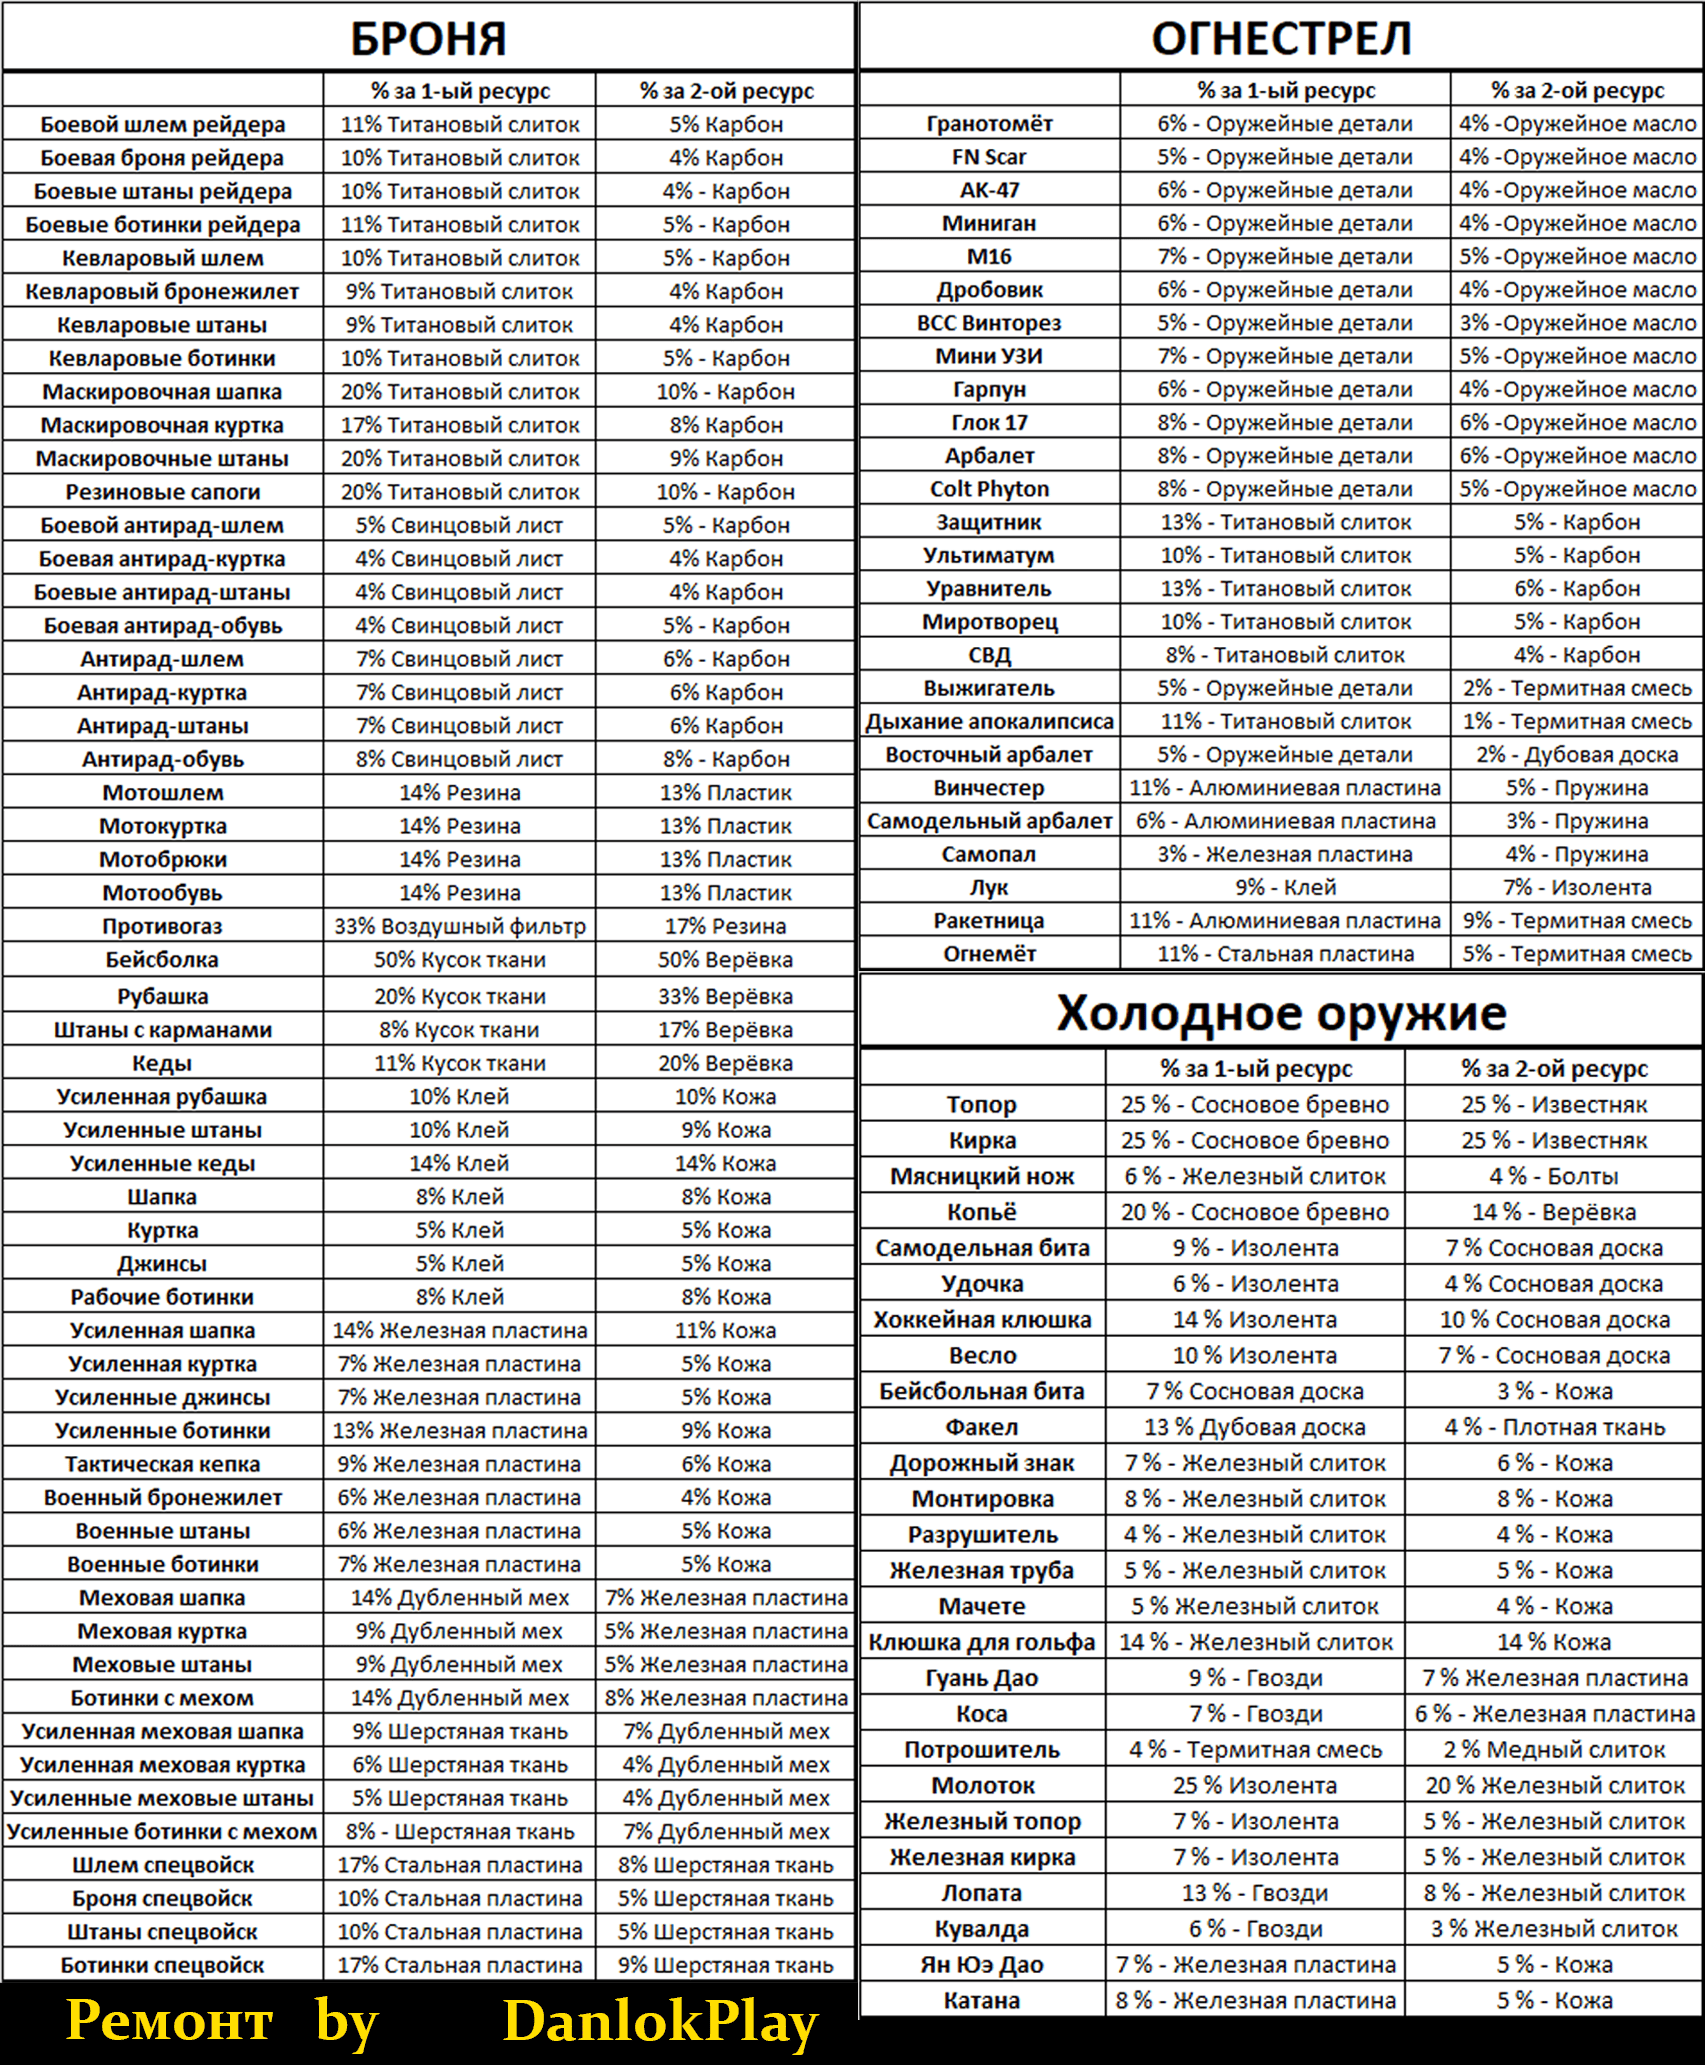 БРОНЯ
% за 1-ый ресурс % за 2-ой ресурс
Боевой шлем рейдера 11% Титановый слиток 5% Карбон
Боевая броня рейдера 10% Титановый слиток 4% Карбон
Боевые штаны рейдера 10% Титановый слиток 4% - Карбон
Боевые ботинки рейдера 11% Титановый слиток 5% - Карбон
Кевларовый шлем 10% Титановый слиток 5% - Карбон
Кевларовый бронежилет 9% Титановый слиток 4% Карбон
Кевларовые штаны 9% Титановый слиток 4% Карбон
Кевларовые ботинки 10% Титановый слиток 5% - Карбон
Маскировочная шапка 20% Титановый слиток 10% - Карбон
Маскировочная куртка 17% Титановый слиток 8% Карбон
Маскировочные штаны 20% Титановый слиток 9% Карбон
Резиновые сапоги 20% Титановый слиток 10% - Карбон
Боевой антирад-шлем 5% Свинцовый лист 5% - Карбон
Боевая антирад-куртка 4% Свинцовый лист 4% Карбон
Боевые антирад-штаны 4% Свинцовый лист 4% Карбон
Боевая антирад-обувь 4% Свинцовый лист 5% - Карбон
Антирад-шлем 7% Свинцовый лист 6% - Карбон
Антирад-куртка 7% Свинцовый лист 6% Карбон
Антирад-штаны 7% Свинцовый лист 6% Карбон
Антирад-обувь 8% Свинцовый лист 8% - Карбон
Мотошлем 14% Резина 13% Пластик
Мотокуртка 14% Резина 13% Пластик
Мотобрюки 14% Резина 13% Пластик
Мотообувь 14% Резина 13% Пластик
Противогаз 33% Воздушный фильтр 17% Резина
Бейсболка 50% Кусок ткани 50% Верёвка
Рубашка 20% Кусок ткани 33% Верёвка
Штаны с карманами 8% Кусок ткани 17% Верёвка
Кеды 11% Кусок ткани 20% Верёвка
Усиленная рубашка 10% Клей 10% Кожа
Усиленные штаны 10% Клей 9% Кожа
Усиленные кеды 14% Клей 14% Кожа
Шапка 8% Клей 8% Кожа
Куртка 5% Клей 5% Кожа
Джинсы 5% Клей 5% Кожа
Рабочие ботинки 8% Клей 8% Кожа
Усиленная шапка 14% Железная пластина 11% Кожа
Усиленная куртка 7% Железная пластина 5% Кожа
Усиленные джинсы 7% Железная пластина 5% Кожа
Усиленные ботинки 13% Железная пластина 9% Кожа
Тактическая кепка 9% Железная пластина 6% Кожа
Военный бронежилет 6% Железная пластина 4% Кожа
Военные штаны 6% Железная пластина 5% Кожа
Военные ботинки 7% Железная пластина 5% Кожа
Меховая шапка 14% Дубленный мех 7% Железная пластина
Меховая куртка 9% Дубленный мех 5% Железная пластина
Меховые штаны 9% Дубленный мех 5% Железная пластина
Ботинки с мехом 14% Дубленный мех 8% Железная пластина
Усиленная меховая шапка 9% Шерстяная ткань 7% Дубленный мех
Усиленная меховая куртка 6% Шерстяная ткань 4% Дубленный мех
Усиленные меховые штаны 5% Шерстяная ткань 4% Дубленный мех
Усиленные ботинки с мехом 8% - Шерстяная ткань 7% Дубленный мех
Шлем спецвойск 17% Стальная пластина 8% Шерстяная ткань
Броня спецвойск 10% Стальная пластина 5% Шерстяная ткань
Штаны спецвойск 10% Стальная пластина 5% Шерстяная ткань
Ботинки спецвойск 17% Стальная пластина 9% Шерстяная ткань
Ремонт by DanlokPlay
ОГНЕСТРЕЛ
% за 1-ый ресурс % за 2-ой ресурс
Гранотомёт 6% - Оружейные детали 4% -Оружейное масло
FN Scar 5% - Оружейные детали 4% -Оружейное масло
АК-47 6% - Оружейные детали 4% -Оружейное масло
Миниган 6% - Оружейные детали 4% -Оружейное масло
М16 7% - Оружейные детали 5% -Оружейное масло
Дробовик 6% - Оружейные детали 4% -Оружейное масло
ВСС Винторез 5% - Оружейные детали 3% -Оружейное масло
Мини УЗИ 7% - Оружейные детали 5% -Оружейное масло
Гарпун 6% - Оружейные детали 4% -Оружейное масло
Глок 17 8% - Оружейные детали 6% -Оружейное масло
Арбалет 8% - Оружейные детали 6% -Оружейное масло
Colt Phyton 8% - Оружейные детали 5% -Оружейное масло
Защитник 13% - Титановый слиток 5% - Карбон
Ультиматум 10% - Титановый слиток 5% - Карбон
Уравнитель 13% - Титановый слиток 6% - Карбон
Миротворец 10% - Титановый слиток 5% - Карбон
СВД 8% - Титановый слиток 4% - Карбон
Выжигатель 5% - Оружейные детали 2% - Термитная смесь
Дыхание апокалипсиса 11% - Титановый слиток 1% - Термитная смесь
Восточный арбалет 5% - Оружейные детали 2% - Дубовая доска
Винчестер 11% - Алюминиевая пластина 5% - Пружина
Самодельный арбалет 6% - Алюминиевая пластина 3% - Пружина
Самопал 3% - Железная пластина 4% - Пружина
Лук 9% - Клей 7% - Изолента
Ракетница 11% - Алюминиевая пластина 9% - Термитная смесь
Огнемёт 11% - Стальная пластина 5% - Термитная смесь
Холодное оружие
% за 1-ый ресурс % за 2-ой ресурс
Топор 25 % - Сосновое бревно 25 % - Известняк
Кирка 25 % - Сосновое бревно 25 % - Известняк
Мясницкий нож 6 % - Железный слиток 4 % - Болты
Копьё 20 % - Сосновое бревно 14 % - Верёвка
Самодельная бита 9 % - Изолента 7 % Сосновая доска
Удочка 6 % - Изолента 4 % Сосновая доска
Хоккейная клюшка 14 % Изолента 10 % Сосновая доска
Весло 10 % Изолента 7 % - Сосновая доска
Бейсбольная бита 7 % Сосновая доска 3 % - Кожа
Факел 13 % Дубовая доска 4 % - Плотная ткань
Дорожный знак 7 % - Железный слиток 6 % - Кожа
Монтировка 8 % - Железный слиток 8 % - Кожа
Разрушитель 4 % - Железный слиток 4 % - Кожа
Железная труба 5 % - Железный слиток 5 % - Кожа
Мачете 5 % Железный слиток 4 % - Кожа
Клюшка для гольфа 14 % - Железный слиток 14 % Кожа
Гуань Дао 9 % - Гвозди 7 % Железная пластина
Коса 7 % - Гвозди 6 % - Железная пластина
Потрошитель 4 % - Термитная смесь 2 % Медный слиток
Молоток 25 % Изолента 20 % Железный слиток
Железный топор 7 % - Изолента 5 % - Железный слиток
Железная кирка 7 % - Изолента 5 % - Железный слиток
Лопата 13 % - Гвозди 8 % - Железный слиток
Кувалда 6 % - Гвозди 3 % Железный слиток
Ян Юэ Дао 7 % - Железная пластина 5 % - Кожа
Катана 8 % - Железная пластина 5 % - Кожа